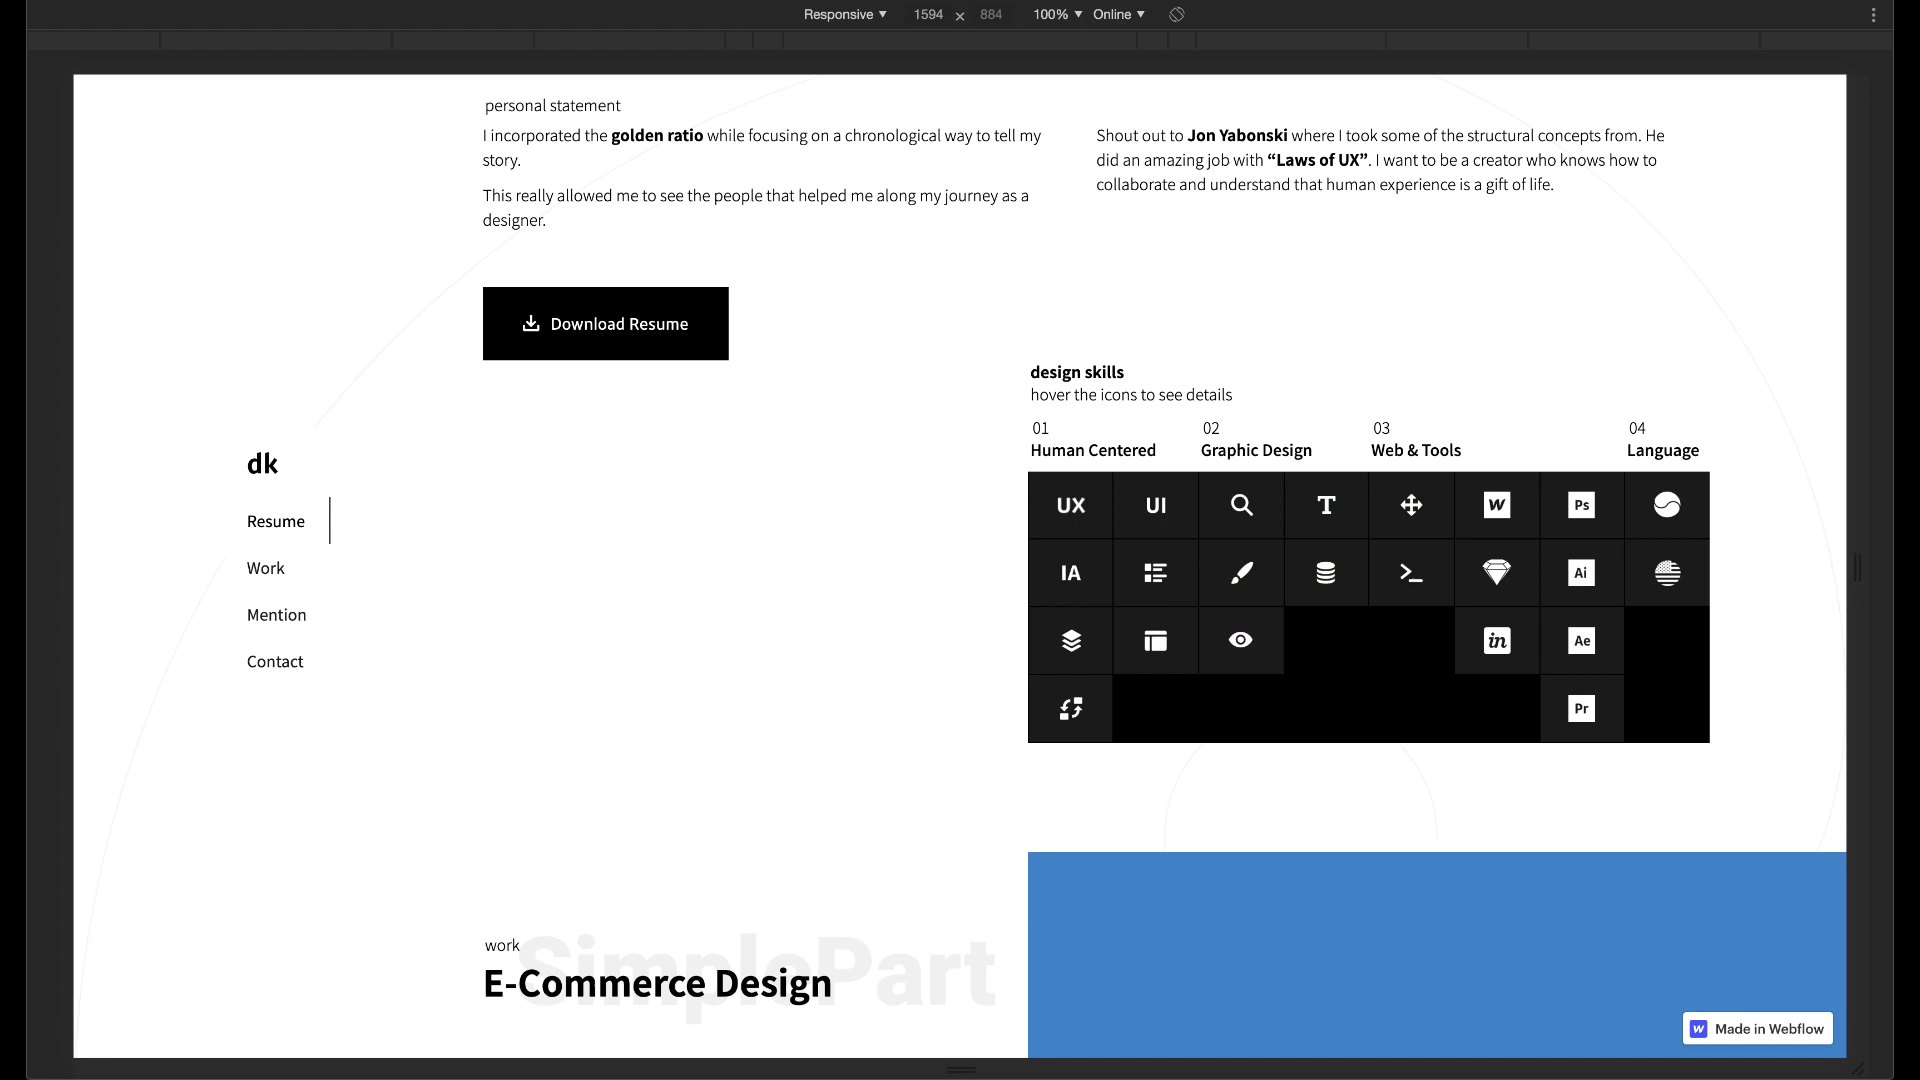 Responsive 1594 × 884 100% Online
personal statement
I incorporated the golden ratio while focusing on a chronological way to tell my
story.
This really allowed me to see the people that helped me along my journey as a
designer.
Shout out to Jon Yabonski where I took some of the structural concepts from. He
did an amazing job with “Laws of UX”. I want to be a creator who knows how to
collaborate and understand that human experience is a gift of life.
Download Resume
dk
Resume
Work
Mention
Contact
design skills
hover the icons to see details
01 02 03 04
Human Centered Graphic Design Web & Tools Language
UX UI T W Ps
IA Ai
in Ae
Pr
work
SimplePart
E-Commerce Design
W Made in Webflow